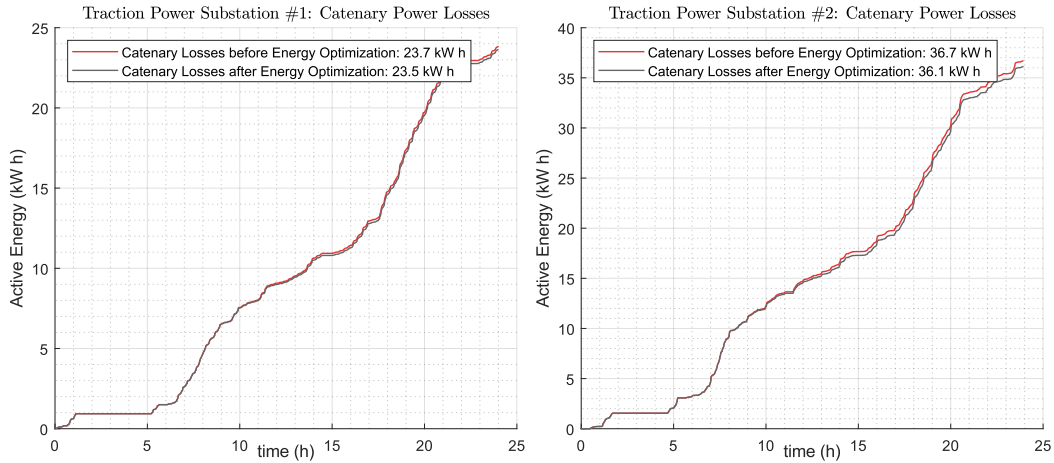 Traction Power Substation #1: Catenary Power Losses
Catenary Losses before Energy Optimization: 23.7 kW h
Catenary Losses after Energy Optimization: 23.5 kW h
Active Energy (kW h)
25
20
15
10
5
0
0 5 10 15 20 25
time (h)
Traction Power Substation #2: Catenary Power Losses
Catenary Losses before Energy Optimization: 36.7 kW h
Catenary Losses after Energy Optimization: 36.1 kW h
Active Energy (kW h)
40
35
30
25
20
15
10
5
0
0 5 10 15 20 25
time (h)